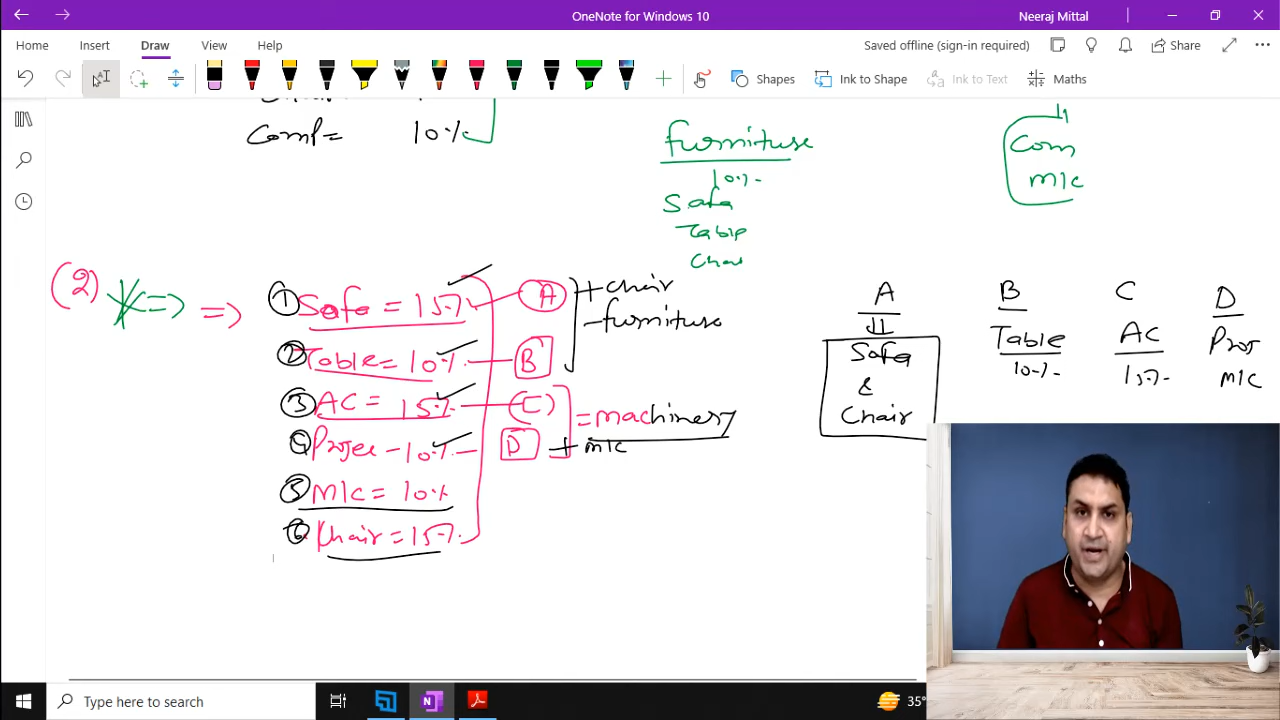 OneNote for Windows 10
Neeraj Mittal
Home Insert Draw View Help
Saved offline (sign-in required)
Share
Shapes
Ink to Shape
Ink to Text
Maths
Comp= 10%
furniture
10%
Sofa
Table
Chair
Com
M/C
(2) => =>
① Sofa = 15% A + chair
- furniture
② Table = 10% B
③ AC = 15% (C) = machinery
④ Projec - 10% D + m/c
⑤ M/C = 10%
⑥ Chair = 15%
A B C D
Sofa & Chair
Table 10%
AC 15%
Proj M/C
Type here to search
35°